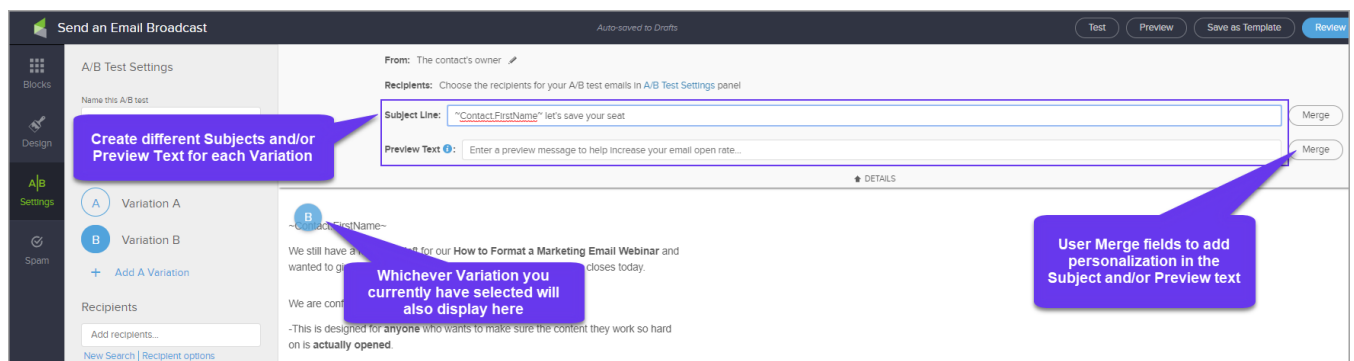 Send an Email Broadcast
Auto-saved to Drafts
Test
Preview
Save as Template
Review
Blocks
Design
A|B
Settings
Spam
A/B Test Settings
Name this A/B test
Create different Subjects and/or
Preview Text for each Variation
A Variation A
B Variation B
+ Add A Variation
Recipients
Add recipients...
New Search | Recipient options
From: The contact's owner
Recipients: Choose the recipients for your A/B test emails in A/B Test Settings panel
Subject Line: ~Contact.FirstName~ let's save your seat
Merge
Preview Text : Enter a preview message to help increase your email open rate...
Merge
DETAILS
B
~Contact.FirstName~
We still have a for our How to Format a Marketing Email Webinar and
wanted to closes today.
We are
-This is designed for anyone who wants to make sure the content they work so hard
on is actually opened.
Whichever Variation you
currently have selected will
also display here
User Merge fields to add
personalization in the
Subject and/or Preview text